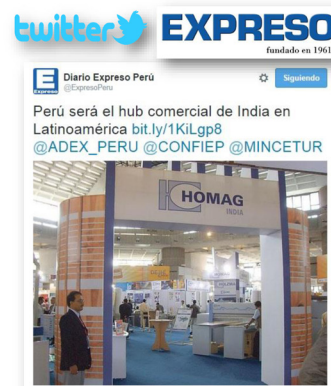 twitter
EXPRESO
fundado en 1961
Diario Expreso Perú
@ExpresoPeru
Siguiendo
Perú será el hub comercial de India en
Latinoamérica bit.ly/1KiLgp8
@ADEX_PERU @CONFIEP @MINCETUR
HOMAG
INDIA